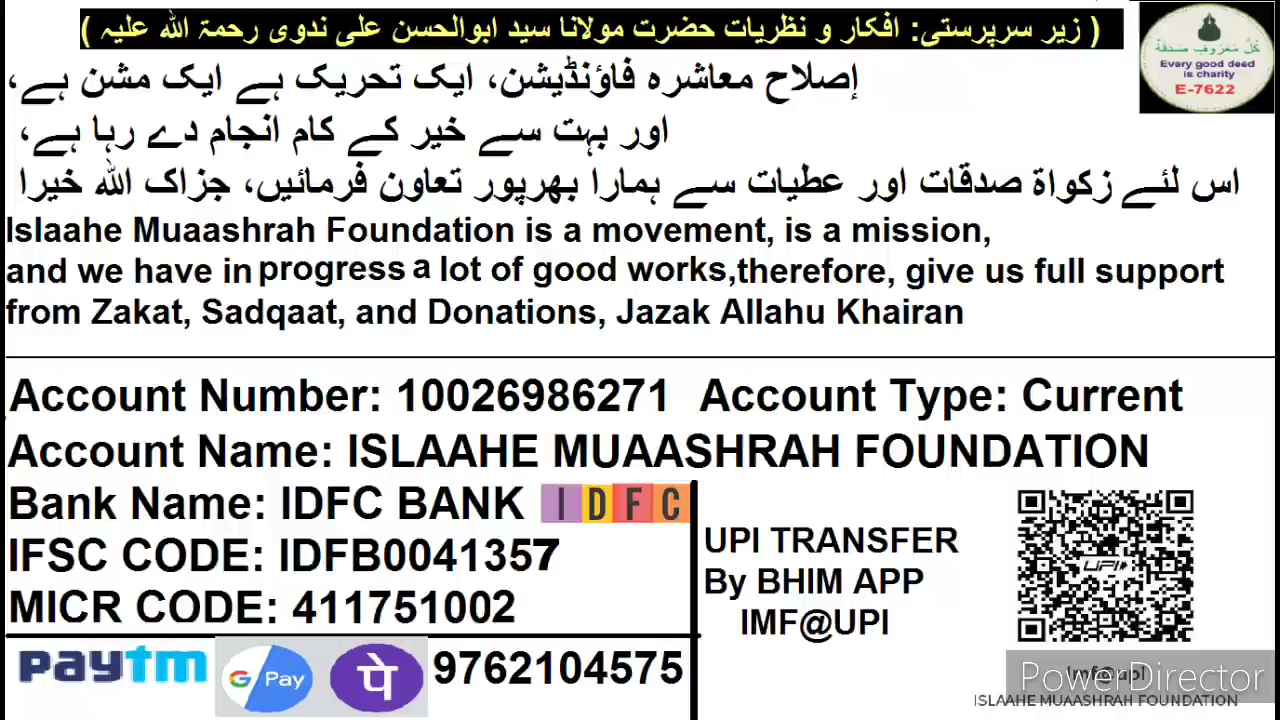 ( زیر سرپرستی: افکار و نظریات حضرت مولانا سید ابوالحسن علی ندوی رحمۃ اللہ علیہ )
كُلُّ مَعْرُوفٍ صَدَقَةٌ
Every good deed
is charity
E-7622
إصلاح معاشرہ فاؤنڈیشن، ایک تحریک ہے ایک مشن ہے،
اور بہت سے خیر کے کام انجام دے رہا ہے،
اس لئے زکواۃ صدقات اور عطیات سے ہمارا بھرپور تعاون فرمائیں، جزاک اللہ خیرا
Islaahe Muaashrah Foundation is a movement, is a mission,
and we have in progress a lot of good works,therefore, give us full support
from Zakat, Sadqaat, and Donations, Jazak Allahu Khairan
Account Number: 10026986271 Account Type: Current
Account Name: ISLAAHE MUAASHRAH FOUNDATION
Bank Name: IDFC BANK IDFC
IFSC CODE: IDFB0041357
MICR CODE: 411751002
UPI TRANSFER
By BHIM APP
IMF@UPI
UPI
paytm G Pay पे 9762104575
imf@upi
PowerDirector
ISLAAHE MUAASHRAH FOUNDATION